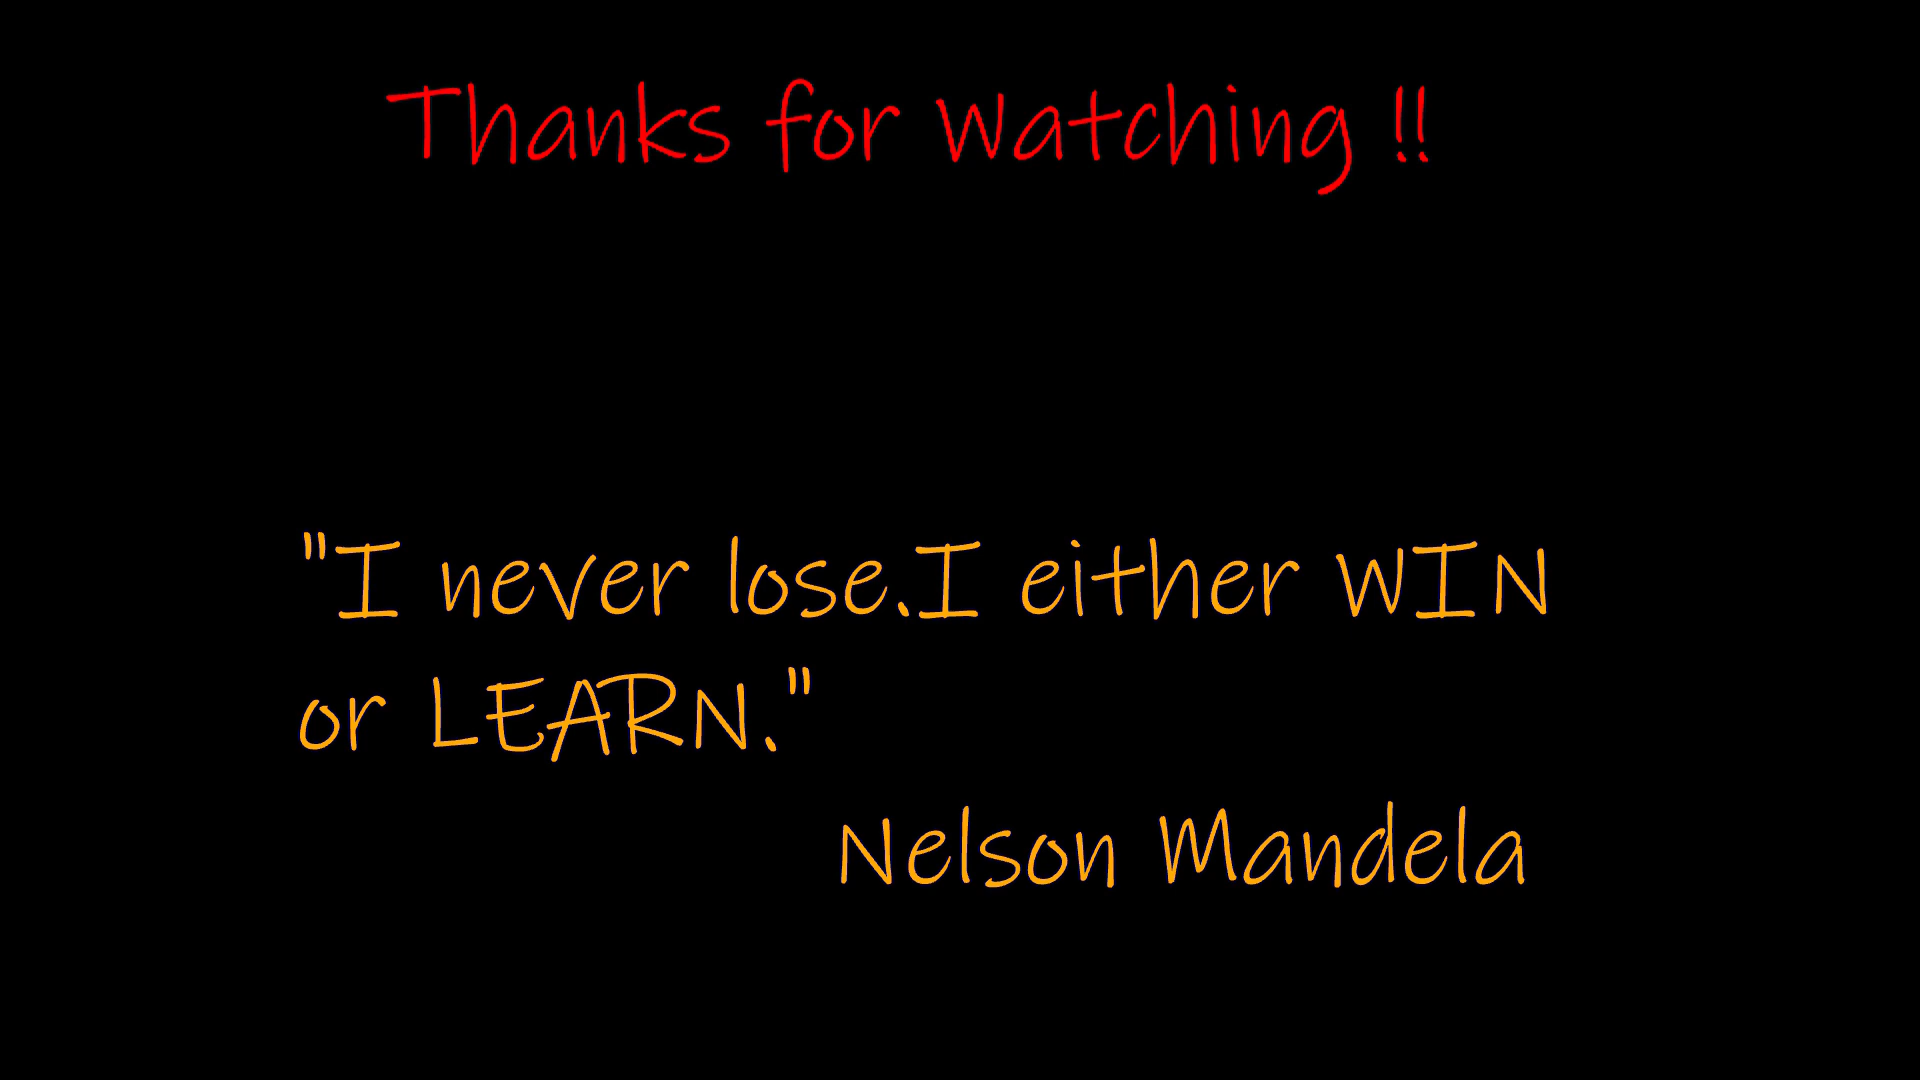 Thanks for Watching !!
"I never lose.I either WIN
or LEARN."
Nelson Mandela